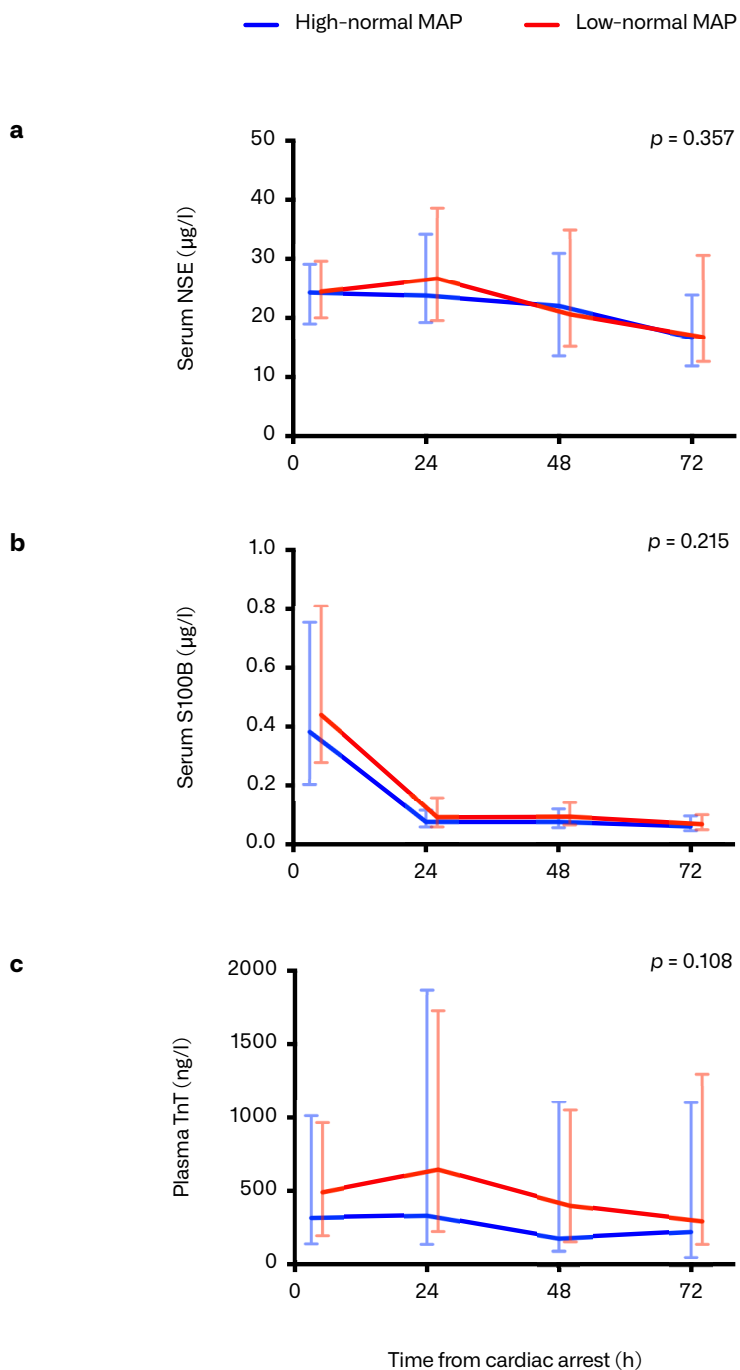 High-normal MAP
Low-normal MAP
a
p = 0.357
Serum NSE (µg/l)
50
40
30
20
10
0
0 24 48 72
b
p = 0.215
Serum S100B (µg/l)
1.0
0.8
0.6
0.4
0.2
0.0
0 24 48 72
c
p = 0.108
Plasma TnT (ng/l)
2000
1500
1000
500
0
0 24 48 72
Time from cardiac arrest (h)